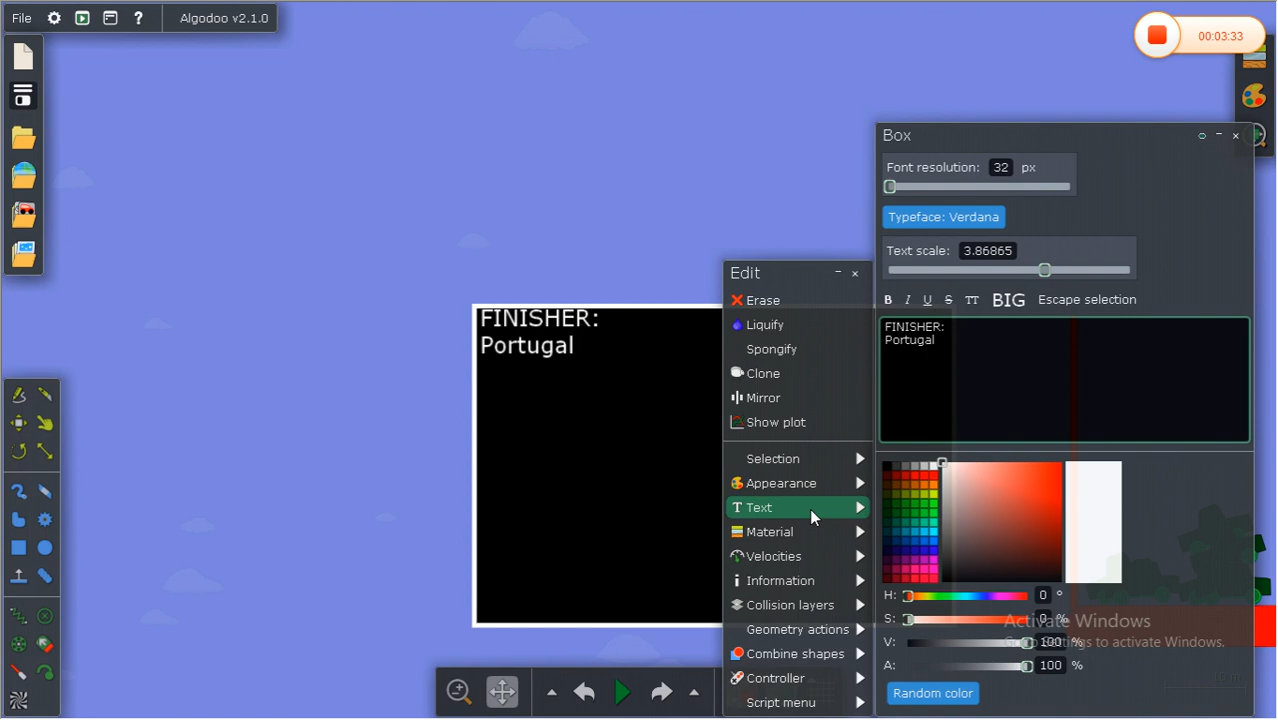 File
?
Algodoo v2.1.0
00:03:33
Box
Font resolution: 32 px
Typeface: Verdana
Text scale: 3.86865
B I U S TT BIG Escape selection
FINISHER:
Portugal
FINISHER:
Portugal
Edit
Erase
Liquify
Spongify
Clone
Mirror
Show plot
Selection
Appearance
T Text
Material
Velocities
i Information
Collision layers
Geometry actions
Combine shapes
Controller
Script menu
H: 0 °
S: 0 %
V: 100 %
A: 100 %
Random color
Activate Windows
Go to Settings to activate Windows.
10 m